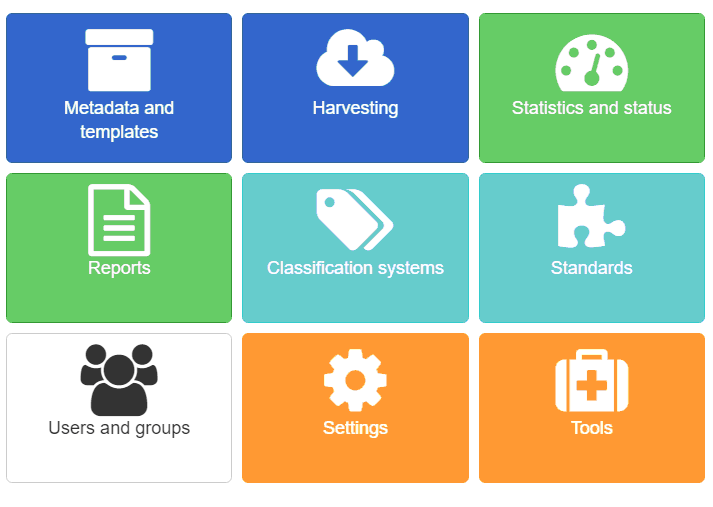 Metadata and
templates
Harvesting
Statistics and status
Reports
Classification systems
Standards
Users and groups
Settings
Tools